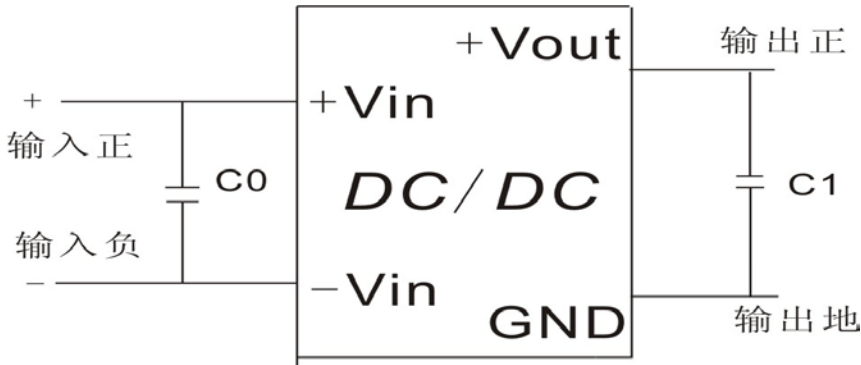 +Vout
输出正
+
+Vin
输入正
C0
DC/DC
C1
输入负
−
−Vin
GND
输出地